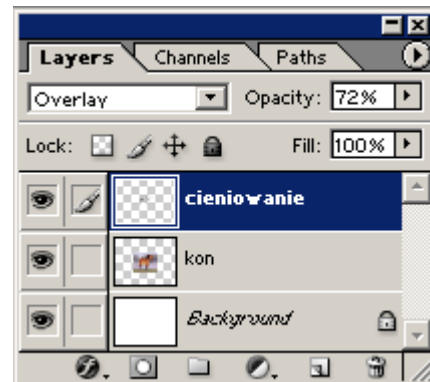 Layers Channels Paths
Overlay Opacity: 72%
Lock: Fill: 100%
cieniowanie
kon
Background